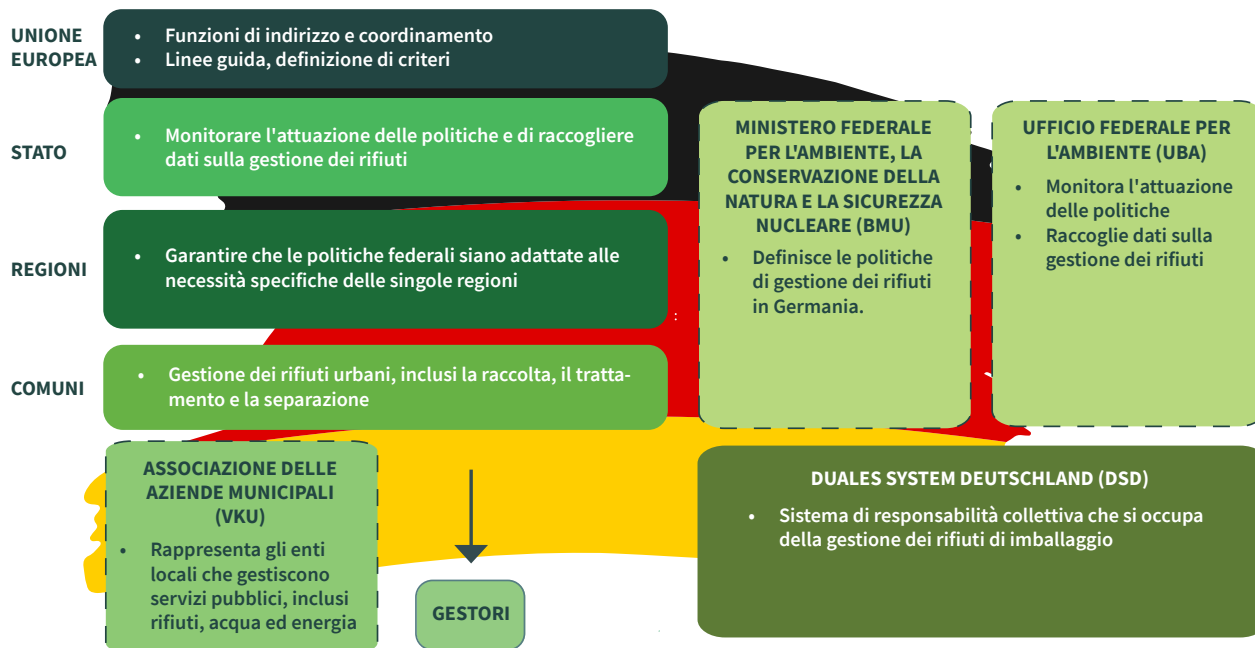 UNIONE
EUROPEA
• Funzioni di indirizzo e coordinamento
• Linee guida, definizione di criteri
STATO
• Monitorare l'attuazione delle politiche e di raccogliere
dati sulla gestione dei rifiuti
REGIONI
• Garantire che le politiche federali siano adattate alle
necessità specifiche delle singole regioni
COMUNI
• Gestione dei rifiuti urbani, inclusi la raccolta, il tratta-
mento e la separazione
MINISTERO FEDERALE
PER L'AMBIENTE, LA
CONSERVAZIONE DELLA
NATURA E LA SICUREZZA
NUCLEARE (BMU)
• Definisce le politiche
di gestione dei rifiuti
in Germania.
UFFICIO FEDERALE PER
L'AMBIENTE (UBA)
• Monitora l'attuazione
delle politiche
• Raccoglie dati sulla
gestione dei rifiuti
ASSOCIAZIONE DELLE
AZIENDE MUNICIPALI
(VKU)
• Rappresenta gli enti
locali che gestiscono
servizi pubblici, inclusi
rifiuti, acqua ed energia
GESTORI
DUALES SYSTEM DEUTSCHLAND (DSD)
• Sistema di responsabilità collettiva che si occupa
della gestione dei rifiuti di imballaggio